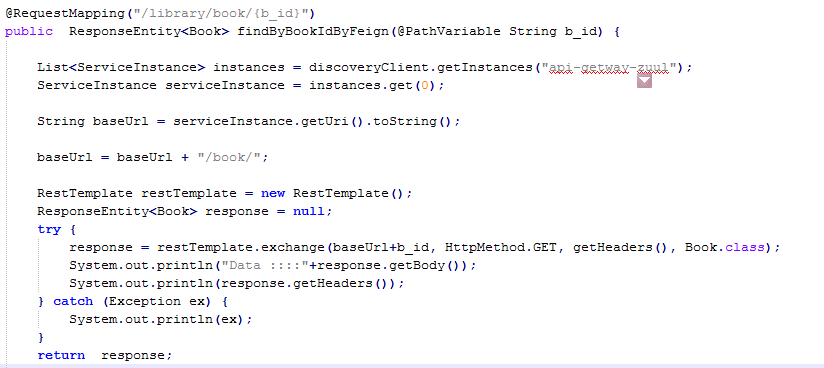 @RequestMapping("/library/book/{b_id}")
public  ResponseEntity<Book> findByBookIdByFeign(@PathVariable String b_id) {
List<ServiceInstance> instances = discoveryClient.getInstances("api-getway-zuul");
ServiceInstance serviceInstance = instances.get(0);
String baseUrl = serviceInstance.getUri().toString();
baseUrl = baseUrl + "/book/";
RestTemplate restTemplate = new RestTemplate();
ResponseEntity<Book> response = null;
try {
response = restTemplate.exchange(baseUrl+b_id, HttpMethod.GET, getHeaders(), Book.class);
System.out.println("Data ::::"+response.getBody());
System.out.println(response.getHeaders());
} catch (Exception ex) {
System.out.println(ex);
}
return  response;